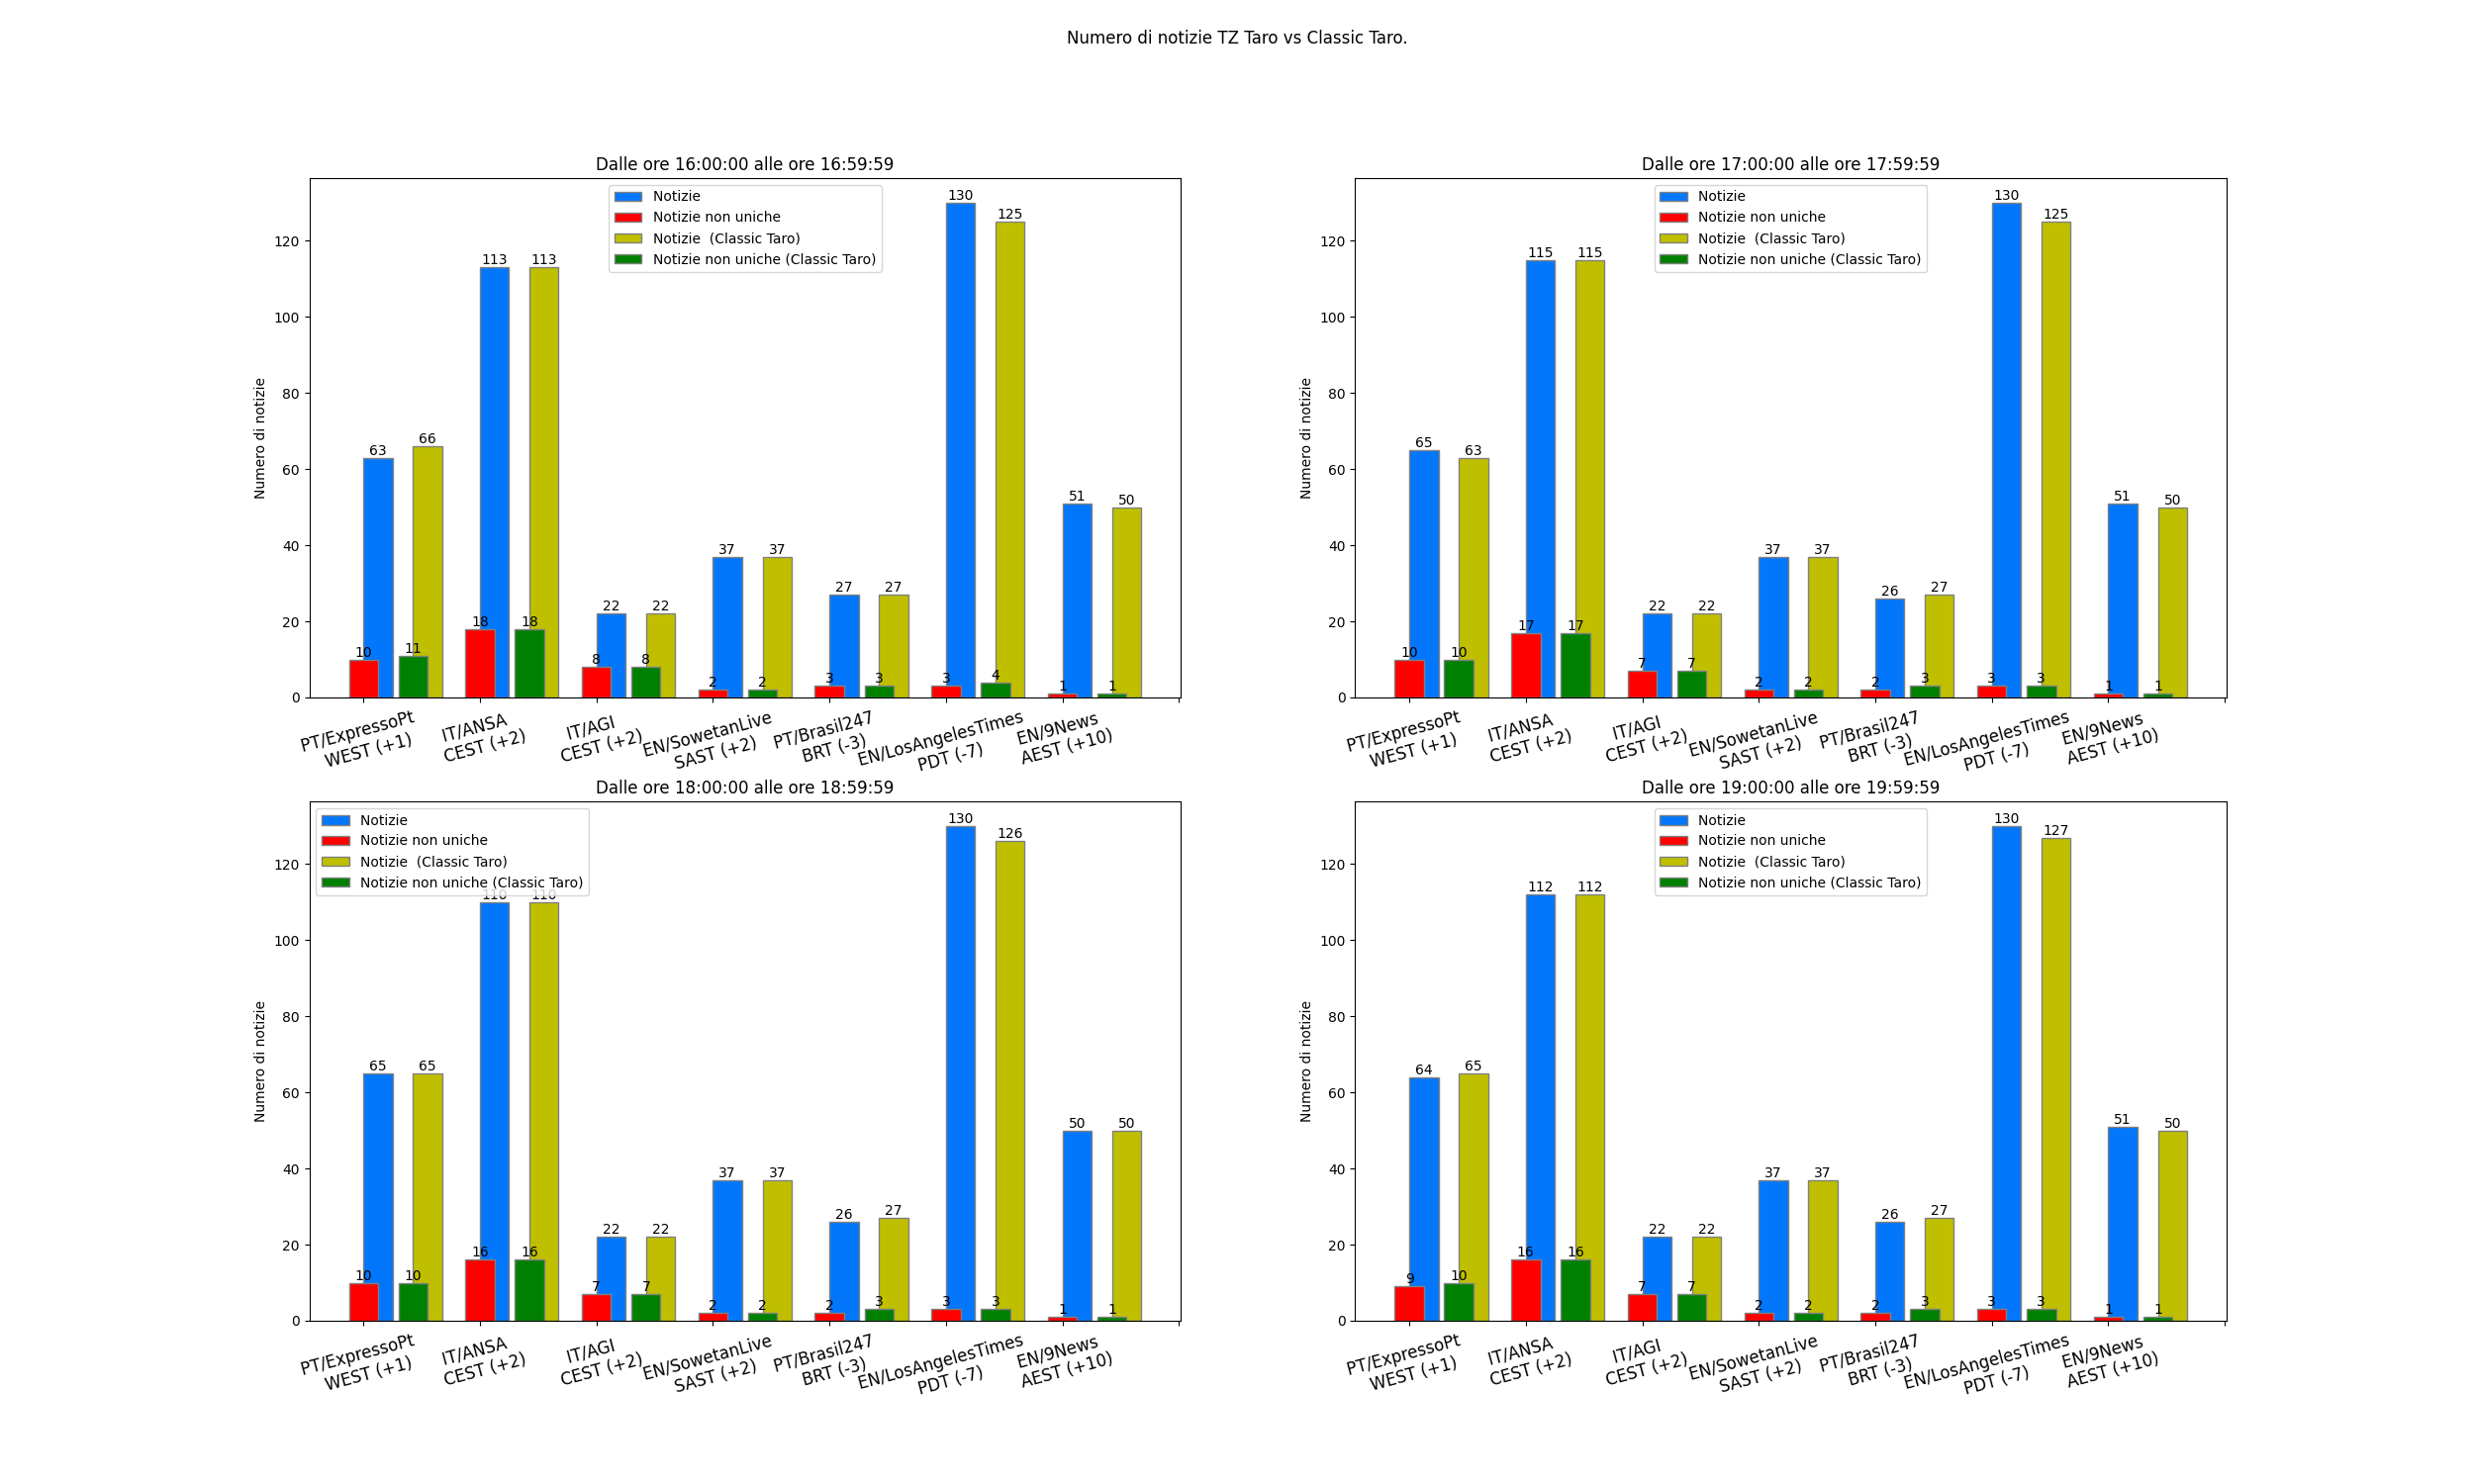 Numero di notizie TZ Taro vs Classic Taro.
Dalle ore 16:00:00 alle ore 16:59:59
Notizie
Notizie non uniche
Notizie (Classic Taro)
Notizie non uniche (Classic Taro)
Numero di notizie
120
100
80
60
40
20
0
63 66 113 113 22 22 37 37 27 27 130 125 51 50
10 11 18 18 8 8 2 2 3 3 3 4 1 1
PT/ExpressoPt
WEST (+1)
IT/ANSA
CEST (+2)
IT/AGI
CEST (+2)
EN/SowetanLive
SAST (+2)
PT/Brasil247
BRT (-3)
EN/LosAngelesTimes
PDT (-7)
EN/9News
AEST (+10)
Dalle ore 17:00:00 alle ore 17:59:59
Notizie
Notizie non uniche
Notizie (Classic Taro)
Notizie non uniche (Classic Taro)
Numero di notizie
120
100
80
60
40
20
0
65 63 115 115 22 22 37 37 26 27 130 125 51 50
10 10 17 17 7 7 2 2 2 3 3 3 1 1
PT/ExpressoPt
WEST (+1)
IT/ANSA
CEST (+2)
IT/AGI
CEST (+2)
EN/SowetanLive
SAST (+2)
PT/Brasil247
BRT (-3)
EN/LosAngelesTimes
PDT (-7)
EN/9News
AEST (+10)
Dalle ore 18:00:00 alle ore 18:59:59
Notizie
Notizie non uniche
Notizie (Classic Taro)
Notizie non uniche (Classic Taro)
Numero di notizie
120
100
80
60
40
20
0
65 65 110 110 22 22 37 37 26 27 130 126 50 50
10 10 16 16 7 7 2 2 2 3 3 3 1 1
PT/ExpressoPt
WEST (+1)
IT/ANSA
CEST (+2)
IT/AGI
CEST (+2)
EN/SowetanLive
SAST (+2)
PT/Brasil247
BRT (-3)
EN/LosAngelesTimes
PDT (-7)
EN/9News
AEST (+10)
Dalle ore 19:00:00 alle ore 19:59:59
Notizie
Notizie non uniche
Notizie (Classic Taro)
Notizie non uniche (Classic Taro)
Numero di notizie
120
100
80
60
40
20
0
64 65 112 112 22 22 37 37 26 27 130 127 51 50
9 10 16 16 7 7 2 2 2 3 3 3 1 1
PT/ExpressoPt
WEST (+1)
IT/ANSA
CEST (+2)
IT/AGI
CEST (+2)
EN/SowetanLive
SAST (+2)
PT/Brasil247
BRT (-3)
EN/LosAngelesTimes
PDT (-7)
EN/9News
AEST (+10)